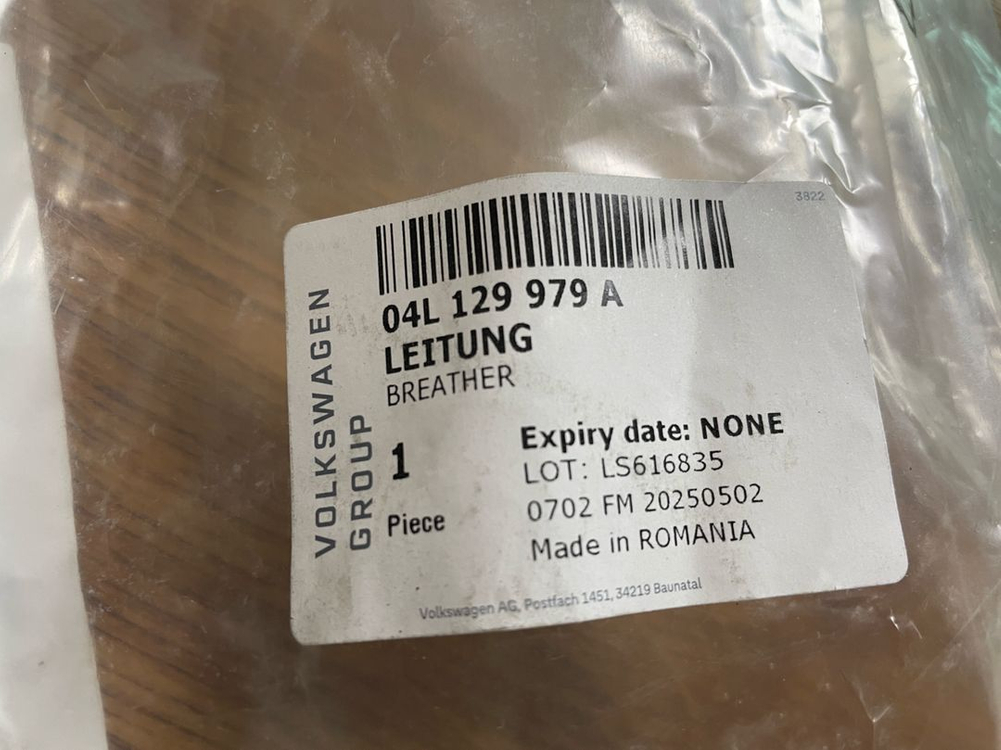 3822
04L 129 979 A
LEITUNG
BREATHER
VOLKSWAGEN
GROUP
1
Piece
Expiry date: NONE
LOT: LS616835
0702 FM 20250502
Made in ROMANIA
Volkswagen AG, Postfach 1451, 34219 Baunatal